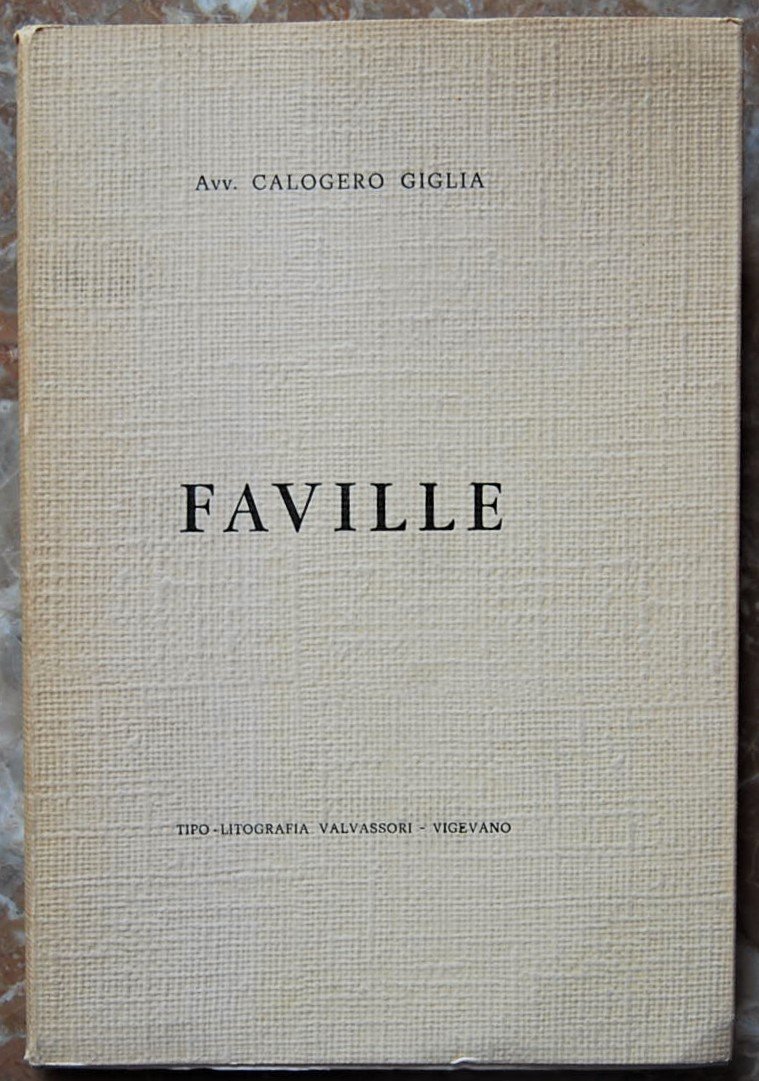 Avv. CALOGERO GIGLIA
FAVILLE
TIPO-LITOGRAFIA VALVASSORI - VIGEVANO